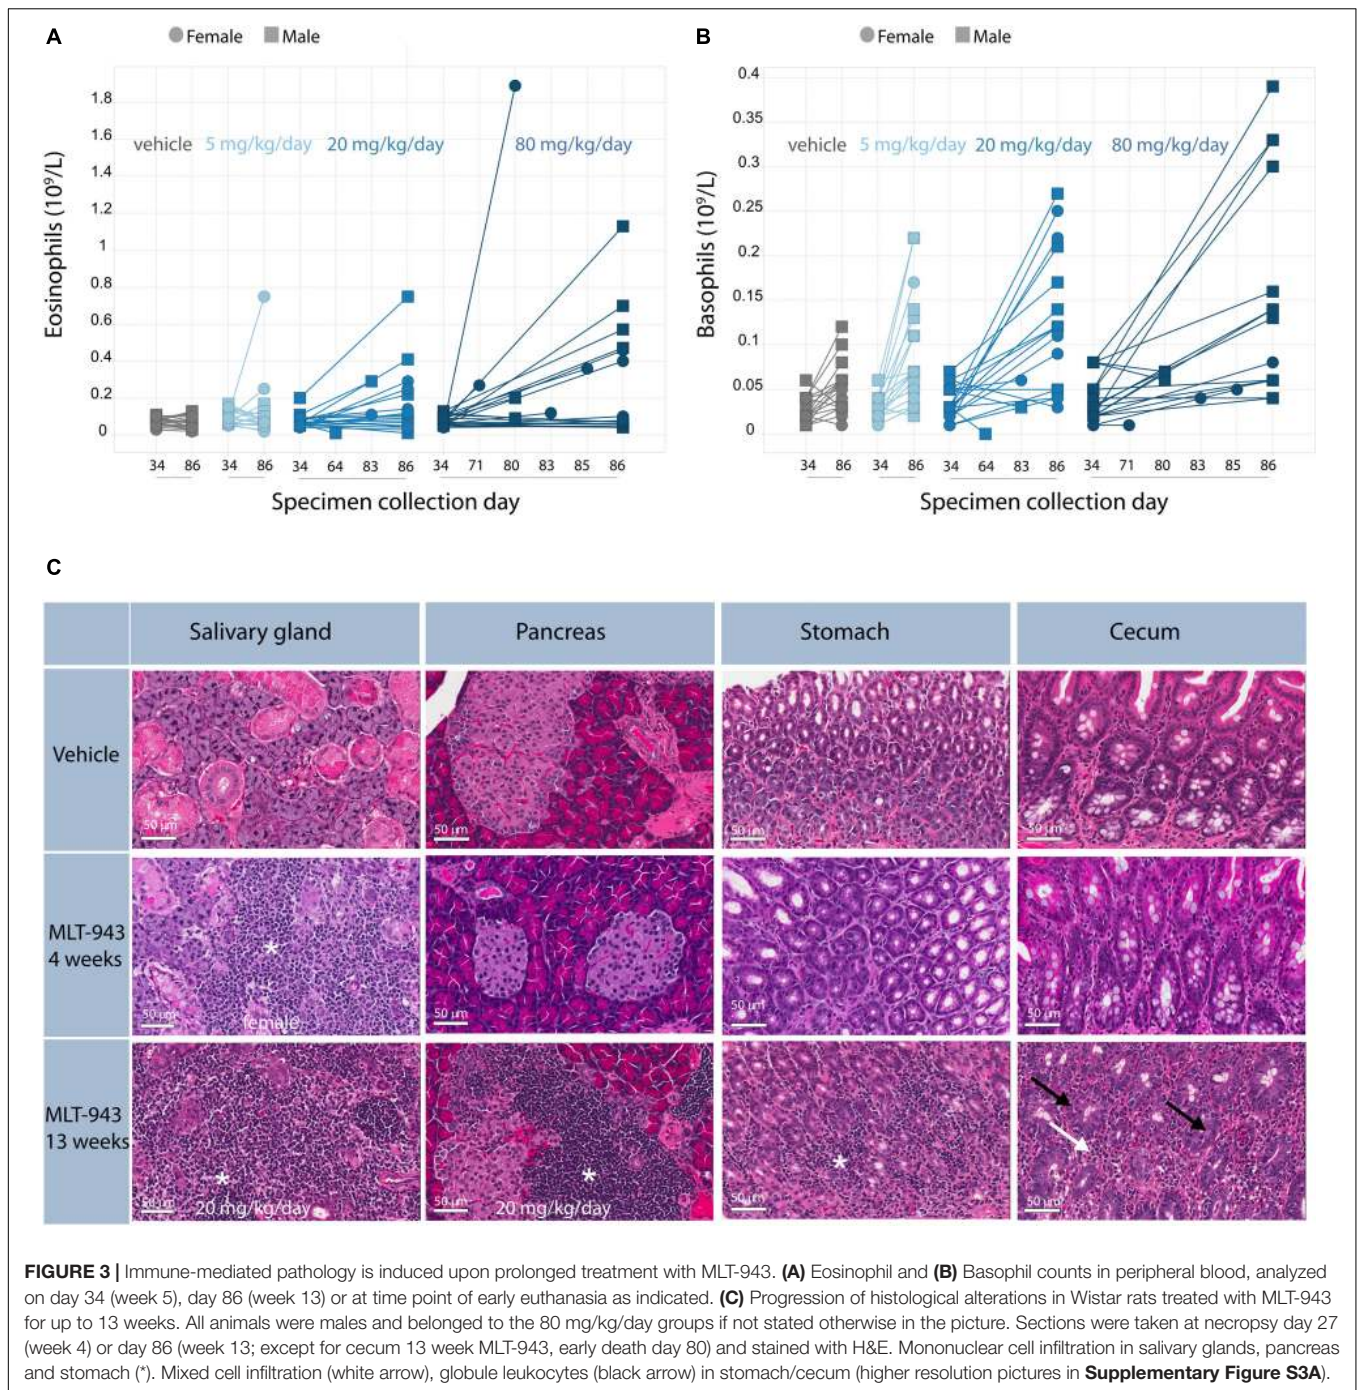 A
Female Male
Eosinophils (10⁹/L)
1.8
1.6
1.4
1.2
1
0.8
0.6
0.4
0.2
0
vehicle 5 mg/kg/day 20 mg/kg/day 80 mg/kg/day
34 86 34 86 34 64 83 86 34 71 80 83 85 86
Specimen collection day
B
Female Male
Basophils (10⁹/L)
0.4
0.35
0.3
0.25
0.2
0.15
0.1
0.05
0
vehicle 5 mg/kg/day 20 mg/kg/day 80 mg/kg/day
34 86 34 86 34 64 83 86 34 71 80 83 85 86
Specimen collection day
C
Salivary gland Pancreas Stomach Cecum
Vehicle
50 µm 50 µm 50 µm 50 µm
MLT-943
4 weeks
*
50 µm female 50 µm 50 µm 50 µm
MLT-943
13 weeks
* * *
50 µm 20 mg/kg/day 50 µm 20 mg/kg/day 50 µm 50 µm
FIGURE 3 | Immune-mediated pathology is induced upon prolonged treatment with MLT-943. (A) Eosinophil and (B) Basophil counts in peripheral blood, analyzed
on day 34 (week 5), day 86 (week 13) or at time point of early euthanasia as indicated. (C) Progression of histological alterations in Wistar rats treated with MLT-943
for up to 13 weeks. All animals were males and belonged to the 80 mg/kg/day groups if not stated otherwise in the picture. Sections were taken at necropsy day 27
(week 4) or day 86 (week 13; except for cecum 13 week MLT-943, early death day 80) and stained with H&E. Mononuclear cell infiltration in salivary glands, pancreas
and stomach (*). Mixed cell infiltration (white arrow), globule leukocytes (black arrow) in stomach/cecum (higher resolution pictures in Supplementary Figure S3A).